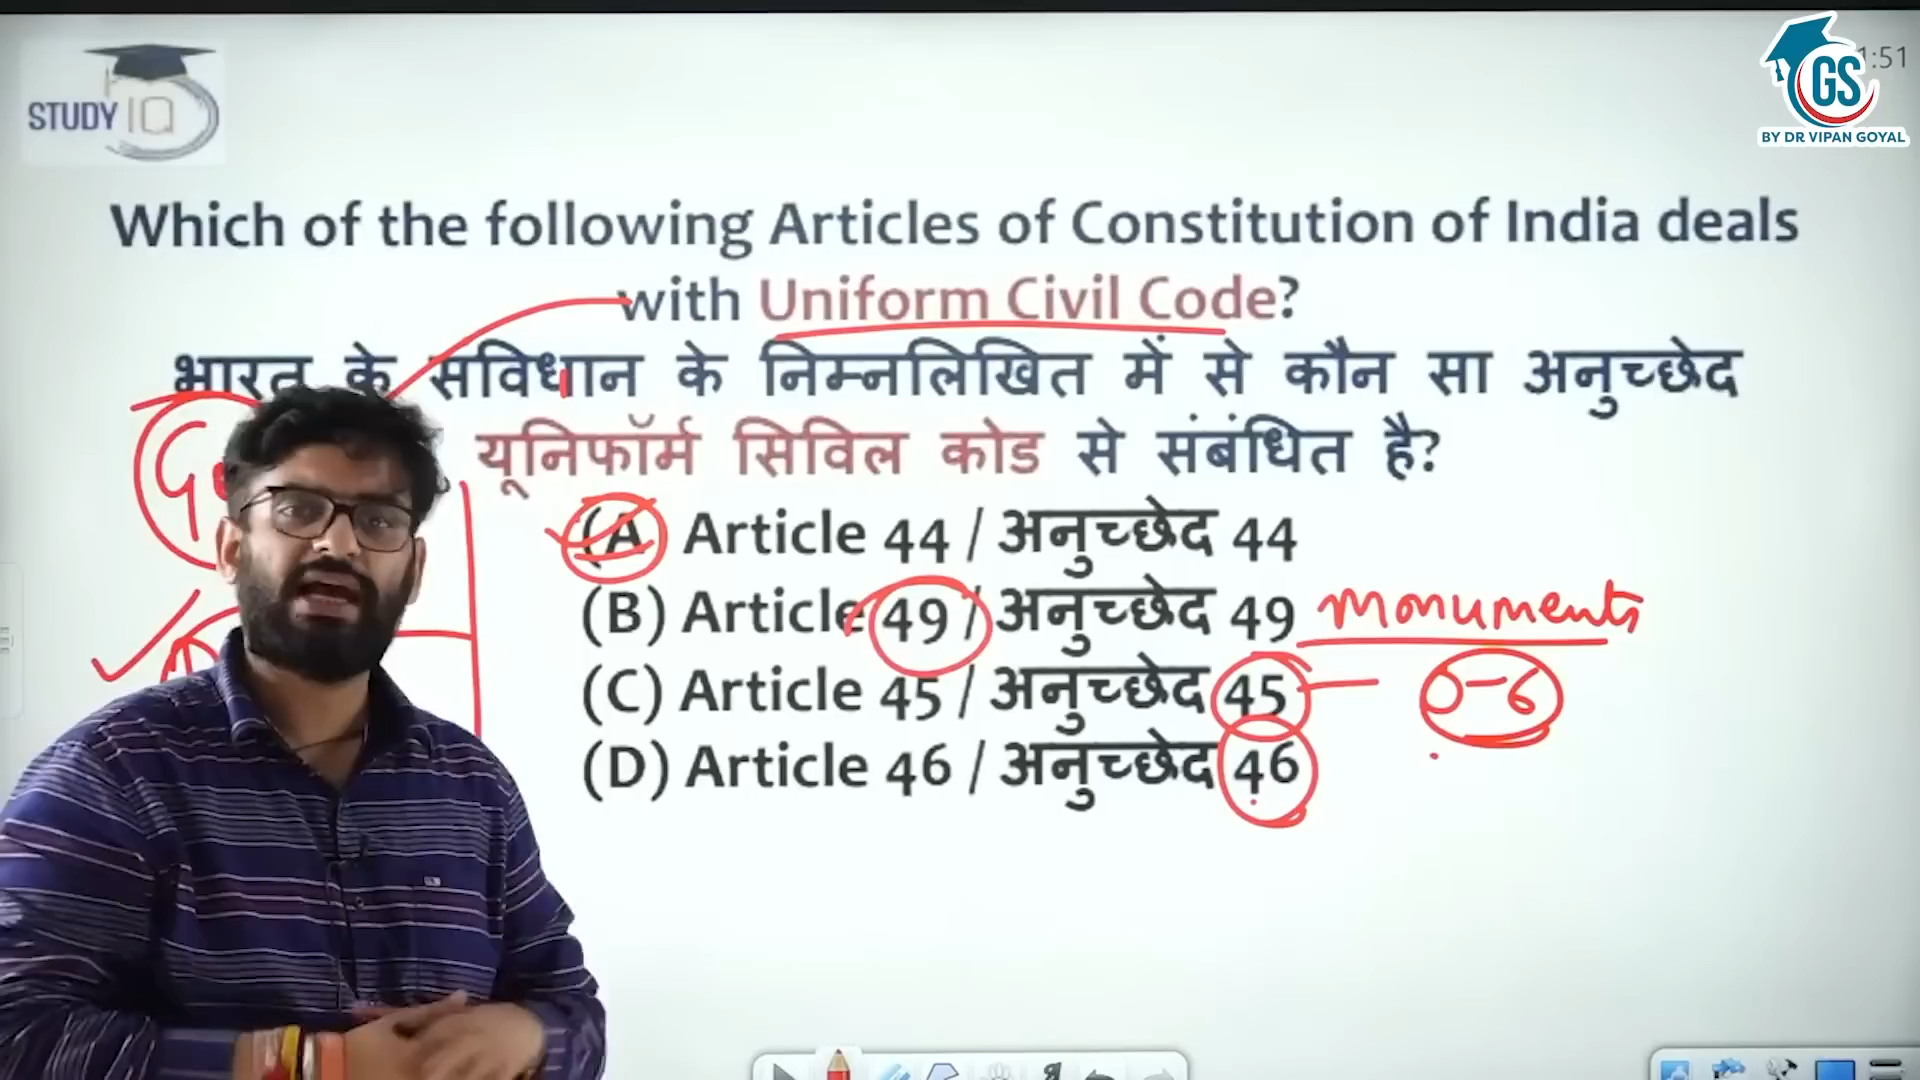 STUDY IQ
1:51
GS
BY DR VIPAN GOYAL
Which of the following Articles of Constitution of India deals
with Uniform Civil Code?
भारत के सविधान के निम्नलिखित में से कौन सा अनुच्छेद
यूनिफॉर्म सिविल कोड से संबंधित है?
(A) Article 44 / अनुच्छेद 44
(B) Article 49 / अनुच्छेद 49 monuments
(C) Article 45 / अनुच्छेद 45 — 0-6
(D) Article 46 / अनुच्छेद 46